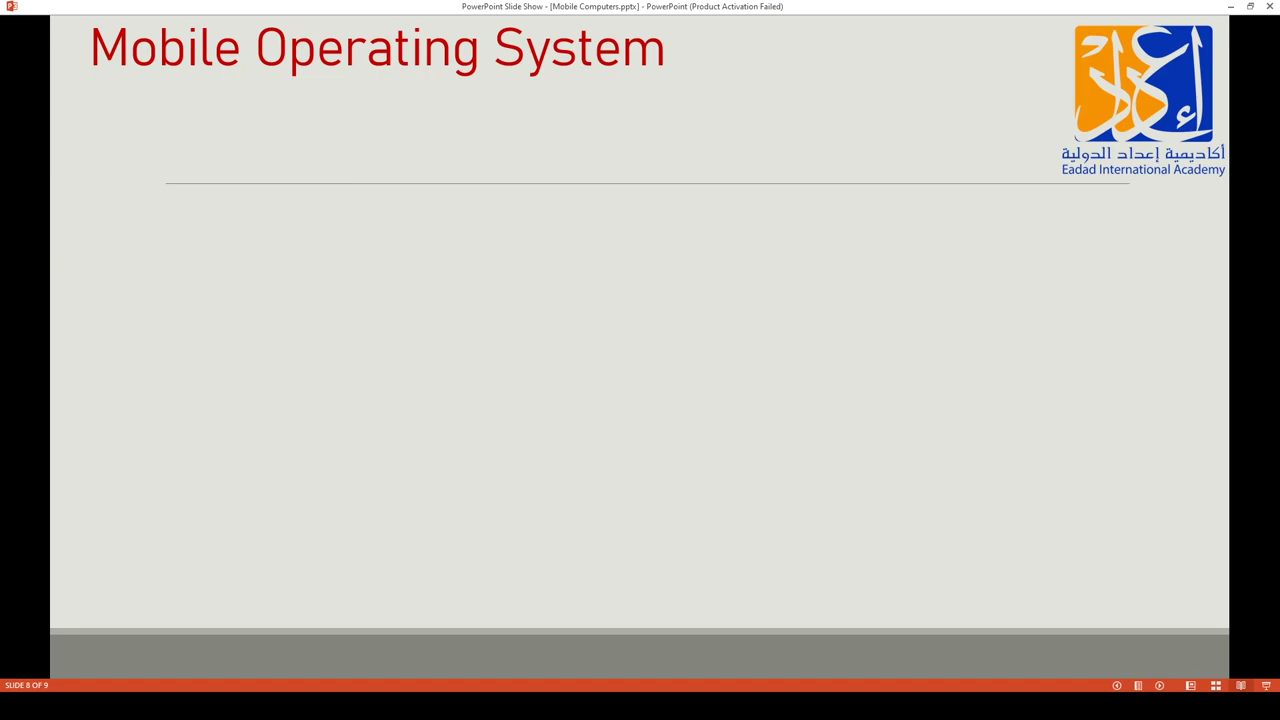 PowerPoint Slide Show - [Mobile Computers.pptx] - PowerPoint (Product Activation Failed)
Mobile Operating System
إعداد
أكاديمية إعداد الدولية
Eadad International Academy
SLIDE 8 OF 9